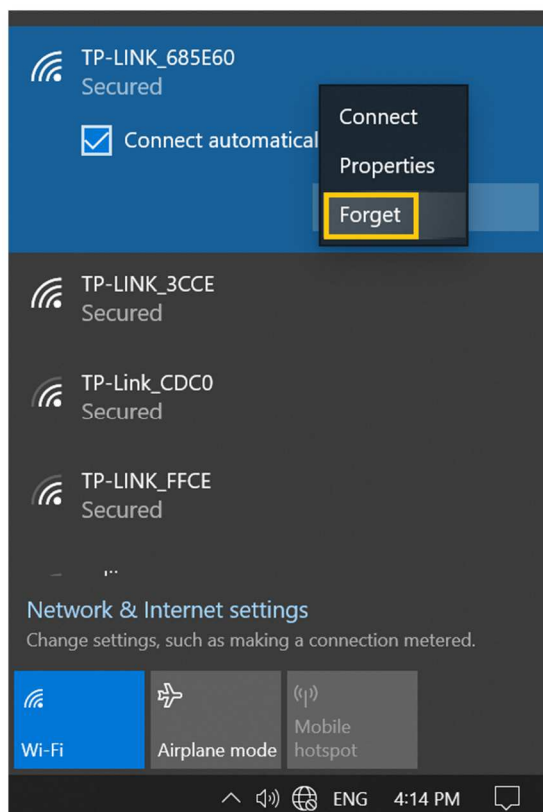 TP-LINK_685E60
Secured
Connect automatical
Connect
Properties
Forget
TP-LINK_3CCE
Secured
TP-Link_CDC0
Secured
TP-LINK_FFCE
Secured
Network & Internet settings
Change settings, such as making a connection metered.
Wi-Fi
Airplane mode
Mobile
hotspot
ENG
4:14 PM